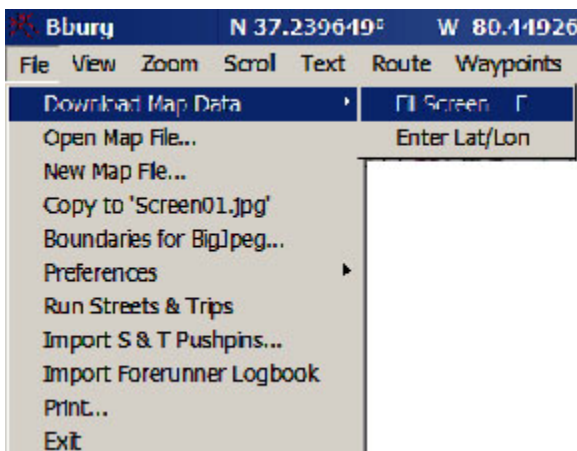 Bbury N 37.239649° W 80.44926
File View Zoom Scroll Text Route Waypoints
Download Map Data
Fill Screen F
Enter Lat/Lon
Open Map File...
New Map File...
Copy to 'Screen01.jpg'
Boundaries for BigJpeg...
Preferences
Run Streets & Trips
Import S & T Pushpins...
Import Forerunner Logbook
Print...
Exit